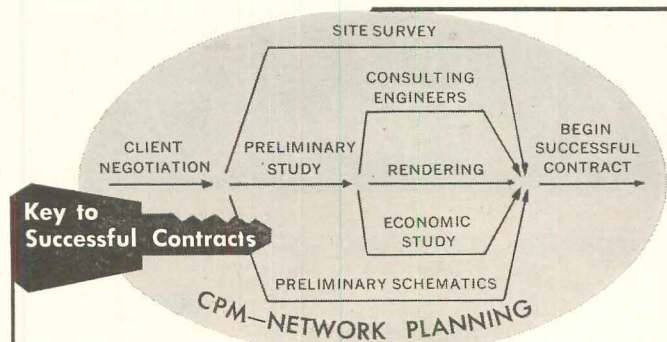 SITE SURVEY
CONSULTING
ENGINEERS
CLIENT
NEGOTIATION
PRELIMINARY
STUDY
RENDERING
BEGIN
SUCCESSFUL
CONTRACT
Key to
Successful Contracts
ECONOMIC
STUDY
PRELIMINARY SCHEMATICS
CPM—NETWORK PLANNING